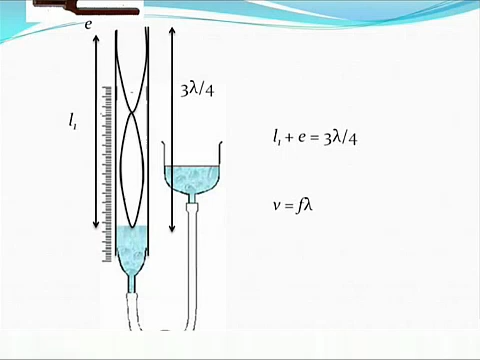 e
3λ/4
l₁
l₁ + e = 3λ/4
v = fλ